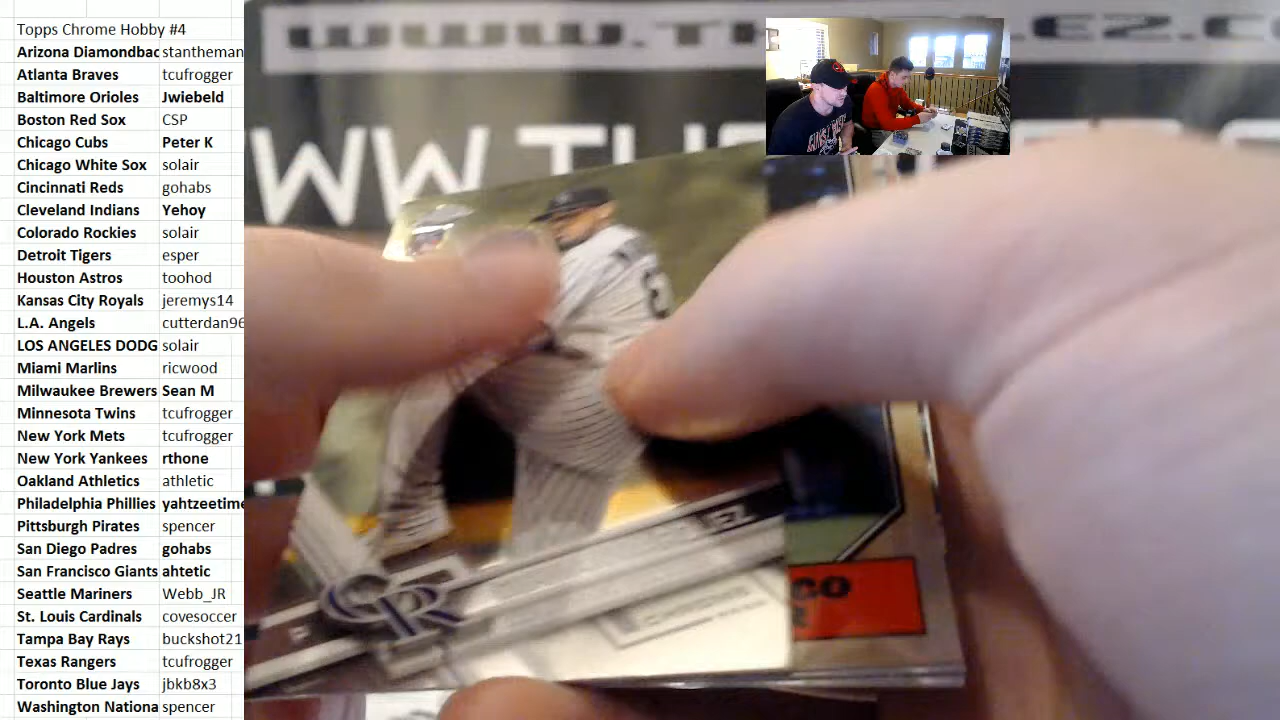 Topps Chrome Hobby #4
Arizona Diamondbac stantheman
Atlanta Braves tcufrogger
Baltimore Orioles Jwiebeld
Boston Red Sox CSP
Chicago Cubs Peter K
Chicago White Sox solair
Cincinnati Reds gohabs
Cleveland Indians Yehoy
Colorado Rockies solair
Detroit Tigers esper
Houston Astros toohod
Kansas City Royals jeremys14
L.A. Angels cutterdan96
LOS ANGELES DODG solair
Miami Marlins ricwood
Milwaukee Brewers Sean M
Minnesota Twins tcufrogger
New York Mets tcufrogger
New York Yankees rthone
Oakland Athletics athletic
Philadelphia Phillies yahtzeetime
Pittsburgh Pirates spencer
San Diego Padres gohabs
San Francisco Giants ahtetic
Seattle Mariners Webb_JR
St. Louis Cardinals covesoccer
Tampa Bay Rays buckshot21
Texas Rangers tcufrogger
Toronto Blue Jays jbkb8x3
Washington Nationa spencer
CR